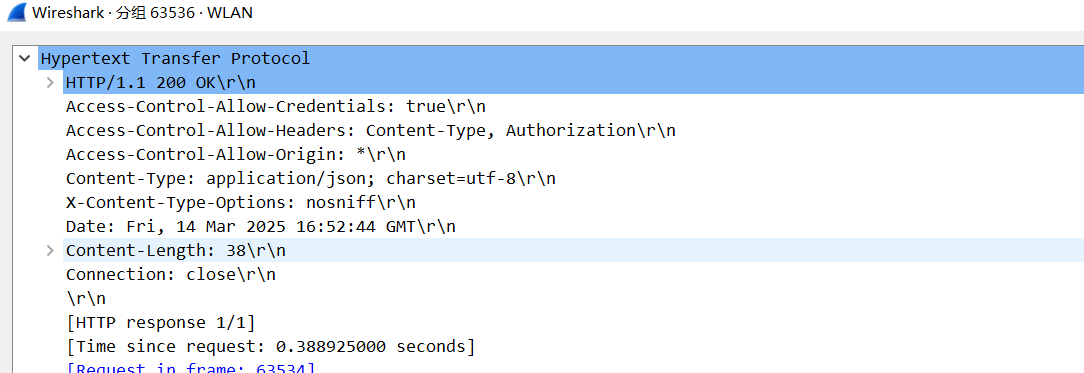 Wireshark · 分组 63536 · WLAN
Hypertext Transfer Protocol
HTTP/1.1 200 OK\r\n
Access-Control-Allow-Credentials: true\r\n
Access-Control-Allow-Headers: Content-Type, Authorization\r\n
Access-Control-Allow-Origin: *\r\n
Content-Type: application/json; charset=utf-8\r\n
X-Content-Type-Options: nosniff\r\n
Date: Fri, 14 Mar 2025 16:52:44 GMT\r\n
Content-Length: 38\r\n
Connection: close\r\n
\r\n
[HTTP response 1/1]
[Time since request: 0.388925000 seconds]
[Request in frame: 63534]